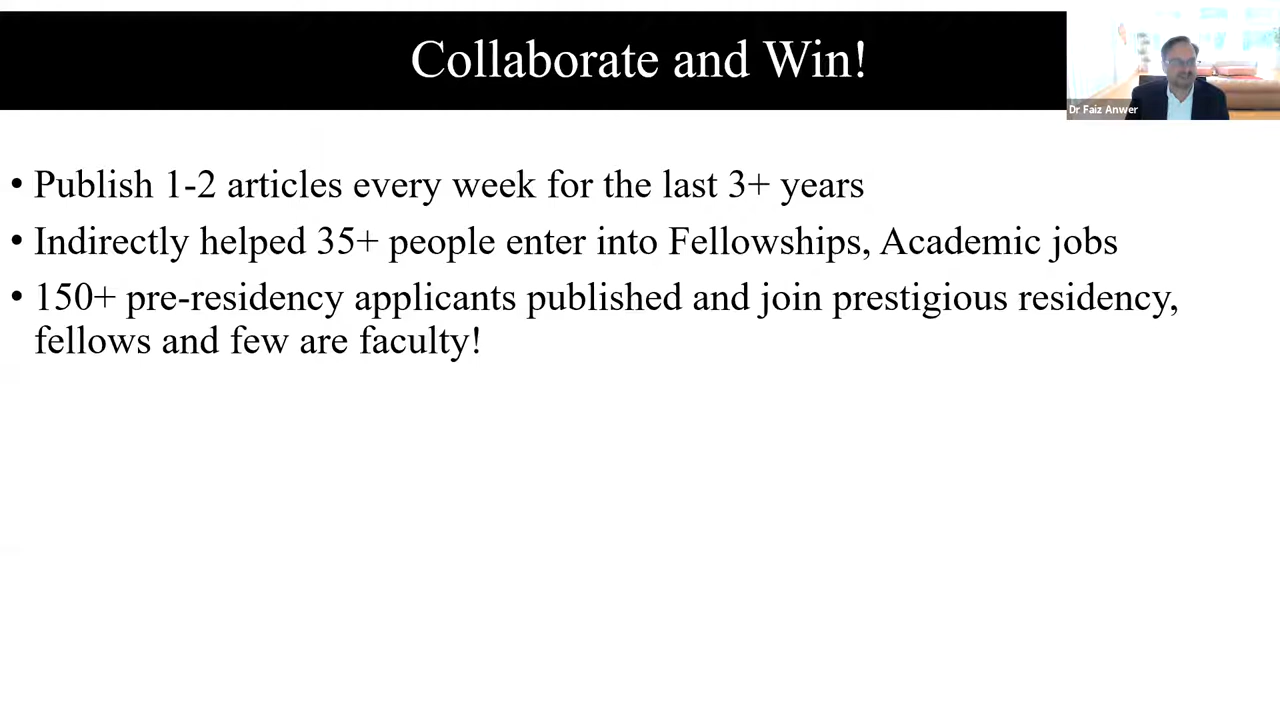 Collaborate and Win!
Dr Faiz Anwer
• Publish 1-2 articles every week for the last 3+ years
• Indirectly helped 35+ people enter into Fellowships, Academic jobs
• 150+ pre-residency applicants published and join prestigious residency,
fellows and few are faculty!